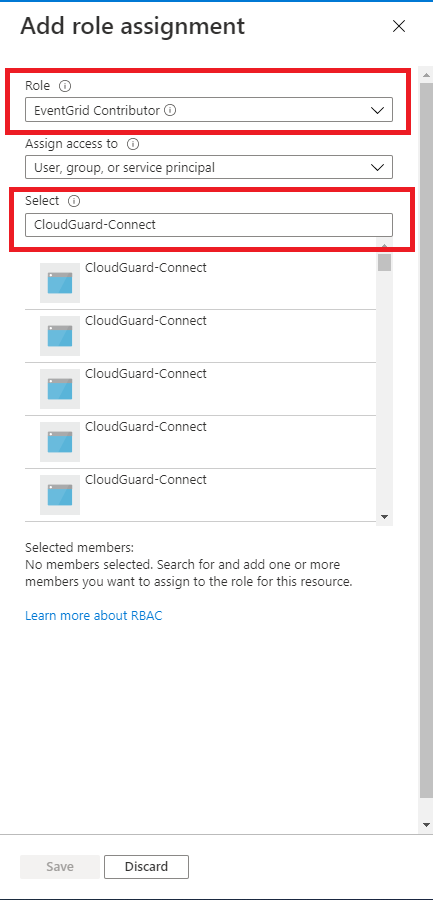 Add role assignment
Role
EventGrid Contributor
Assign access to
User, group, or service principal
Select
CloudGuard-Connect
CloudGuard-Connect
CloudGuard-Connect
CloudGuard-Connect
CloudGuard-Connect
CloudGuard-Connect
Selected members:
No members selected. Search for and add one or more
members you want to assign to the role for this resource.
Learn more about RBAC
Save
Discard